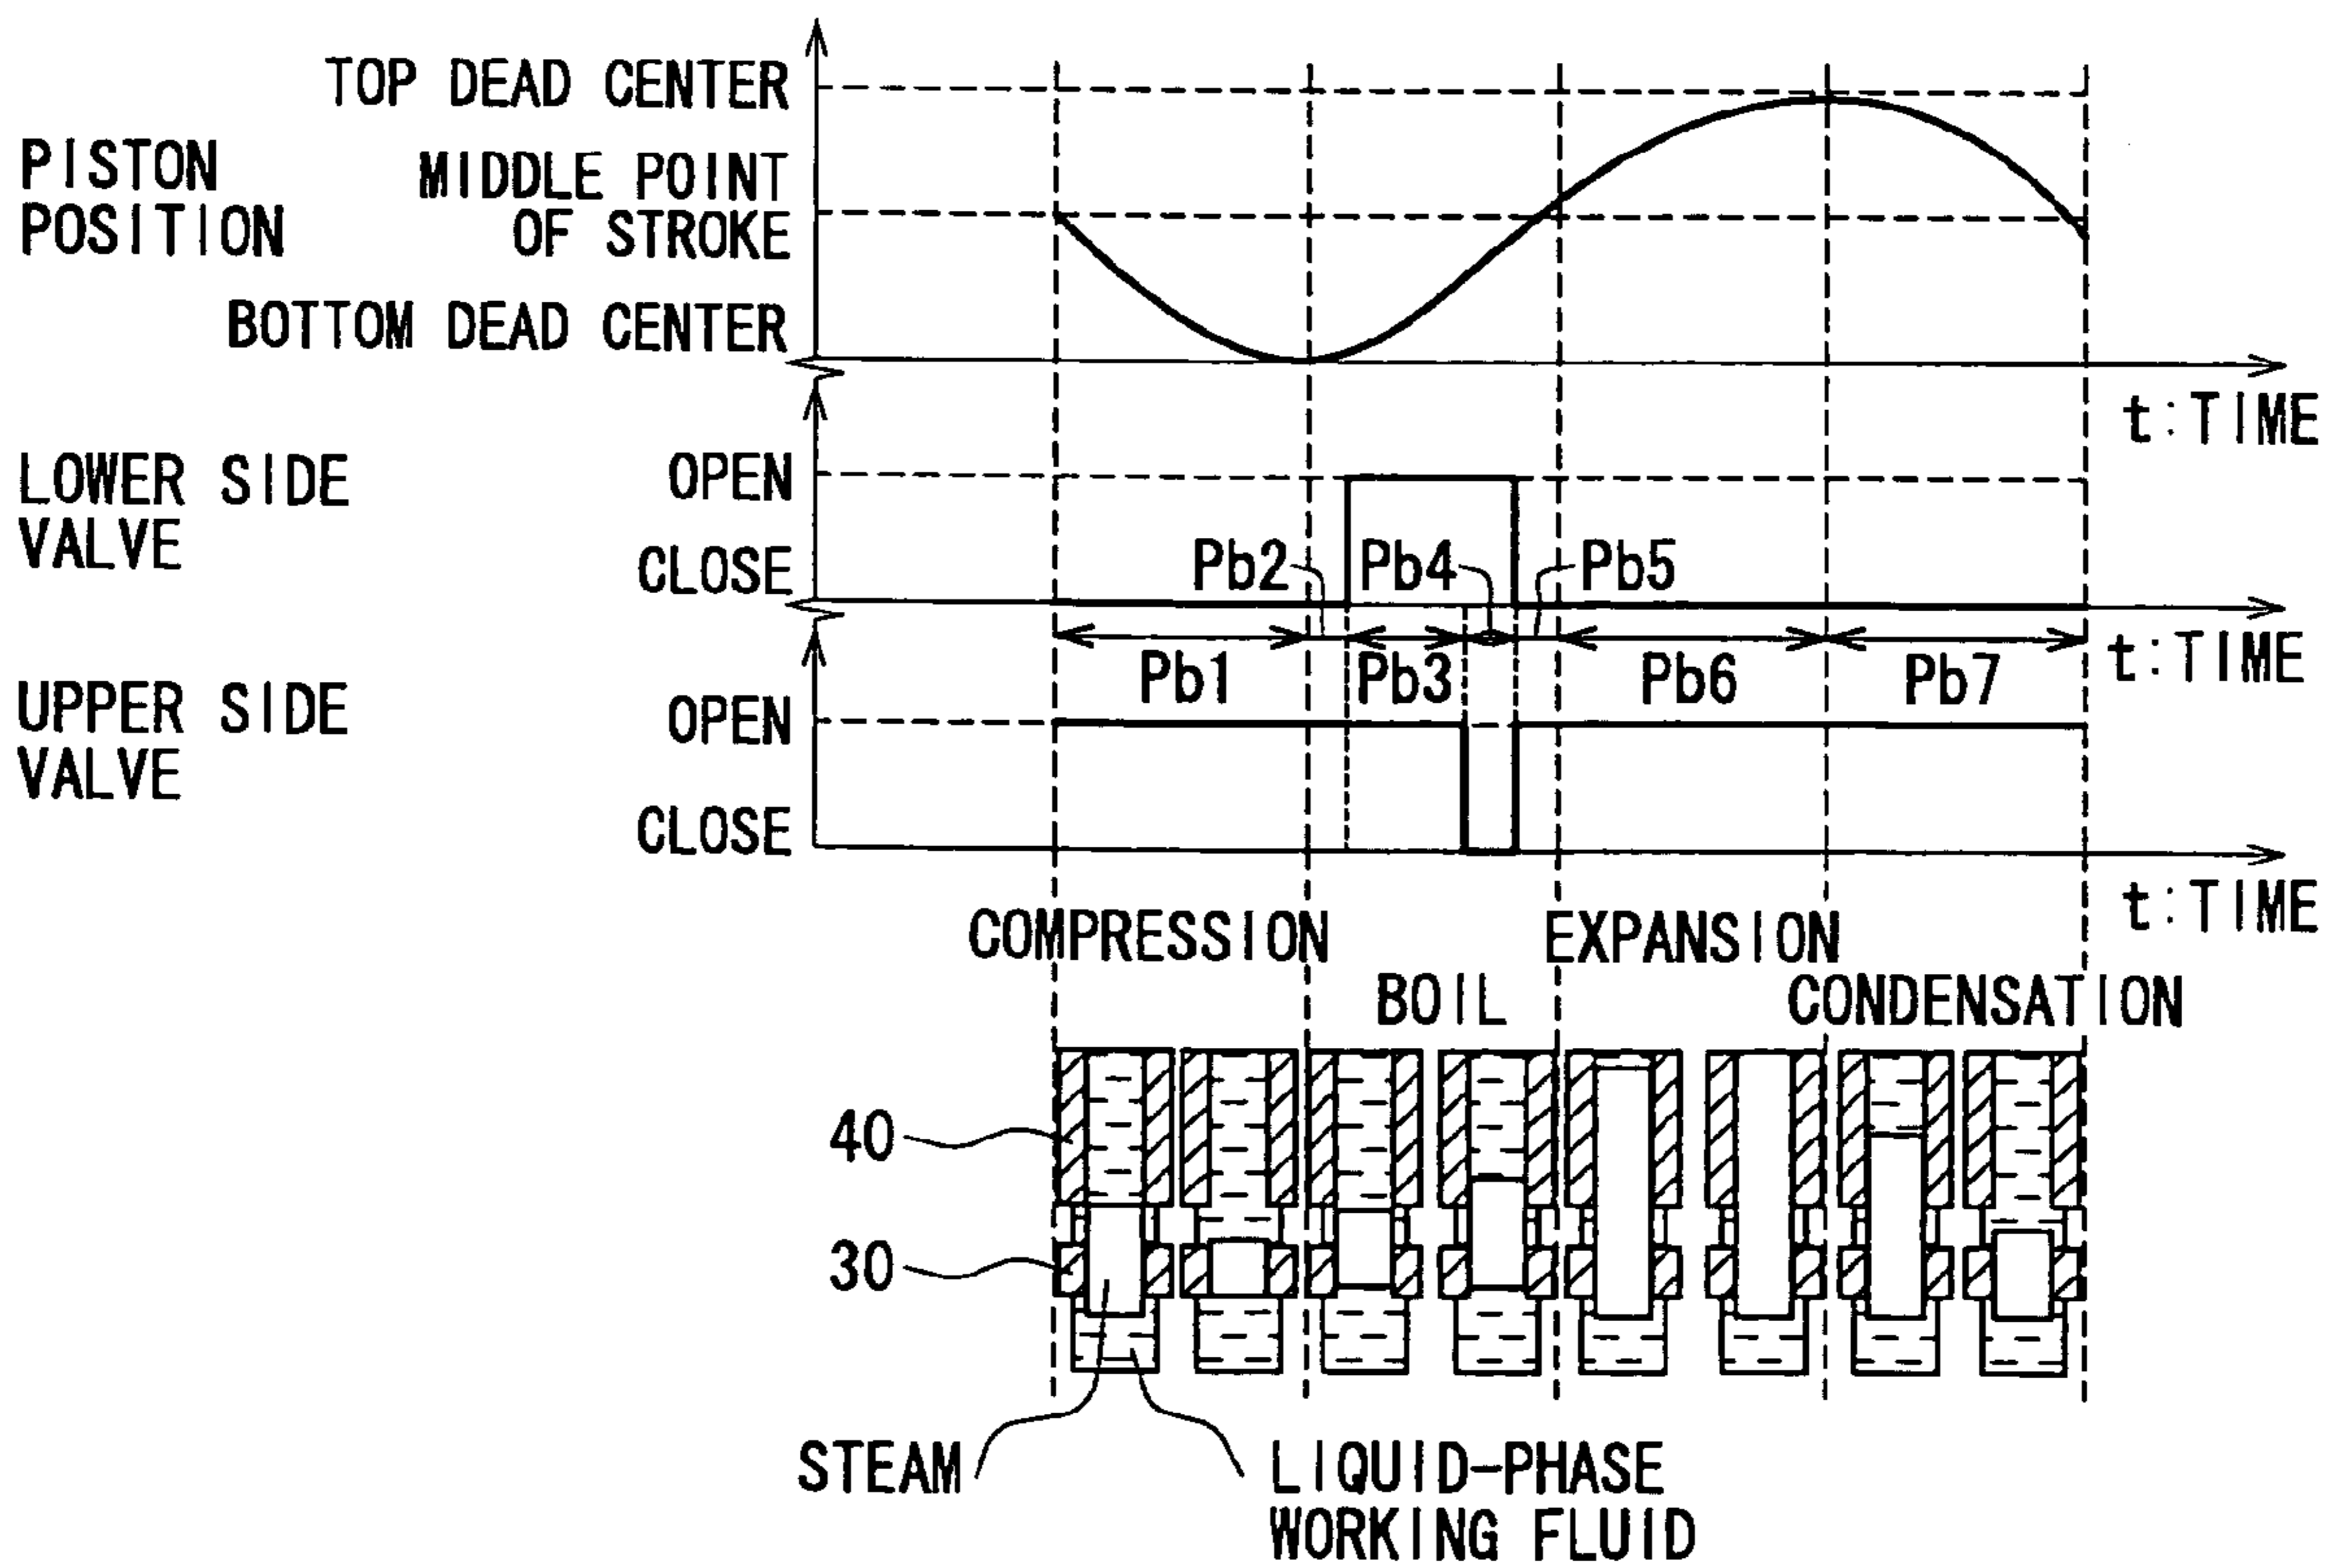 TOP DEAD CENTER
PISTON
POSITION
MIDDLE POINT
OF STROKE
BOTTOM DEAD CENTER
t:TIME
LOWER SIDE
VALVE
OPEN
CLOSE
Pb2
Pb4
Pb5
Pb1
Pb3
Pb6
Pb7
t:TIME
UPPER SIDE
VALVE
OPEN
CLOSE
t:TIME
COMPRESSION
EXPANSION
BOIL
CONDENSATION
40
30
STEAM
LIQUID-PHASE
WORKING FLUID